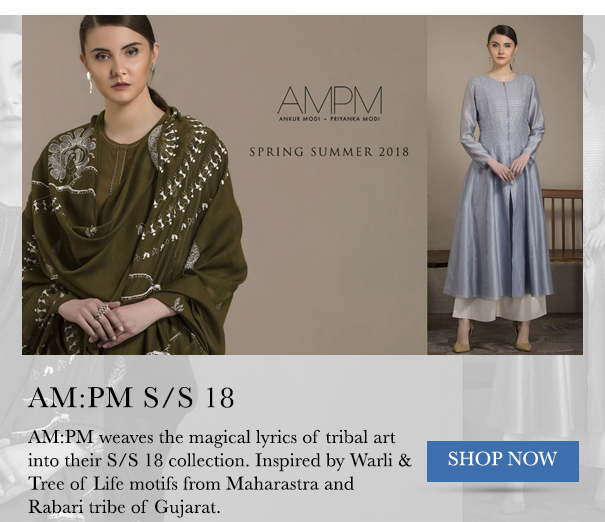 AMPM
ANKUR MODI • PRIYANKA MODI
SPRING SUMMER 2018
AM:PM S/S 18
AM:PM weaves the magical lyrics of tribal art
into their S/S 18 collection. Inspired by Warli &
Tree of Life motifs from Maharastra and
Rabari tribe of Gujarat.
SHOP NOW